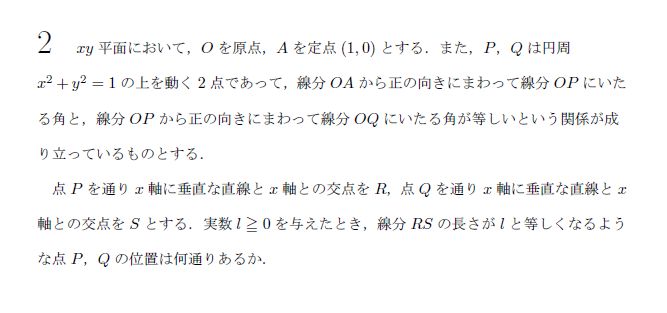 2 xy 平面において，O を原点，A を定点 (1,0) とする．また，P，Q は円周
x² + y² = 1 の上を動く 2 点であって，線分 OA から正の向きにまわって線分 OP にいた
る角と，線分 OP から正の向きにまわって線分 OQ にいたる角が等しいという関係が成
り立っているものとする．
点 P を通り x 軸に垂直な直線と x 軸との交点を R，点 Q を通り x 軸に垂直な直線と x
軸との交点を S とする．実数 l ≧ 0 を与えたとき，線分 RS の長さが l と等しくなるよう
な点 P，Q の位置は何通りあるか．